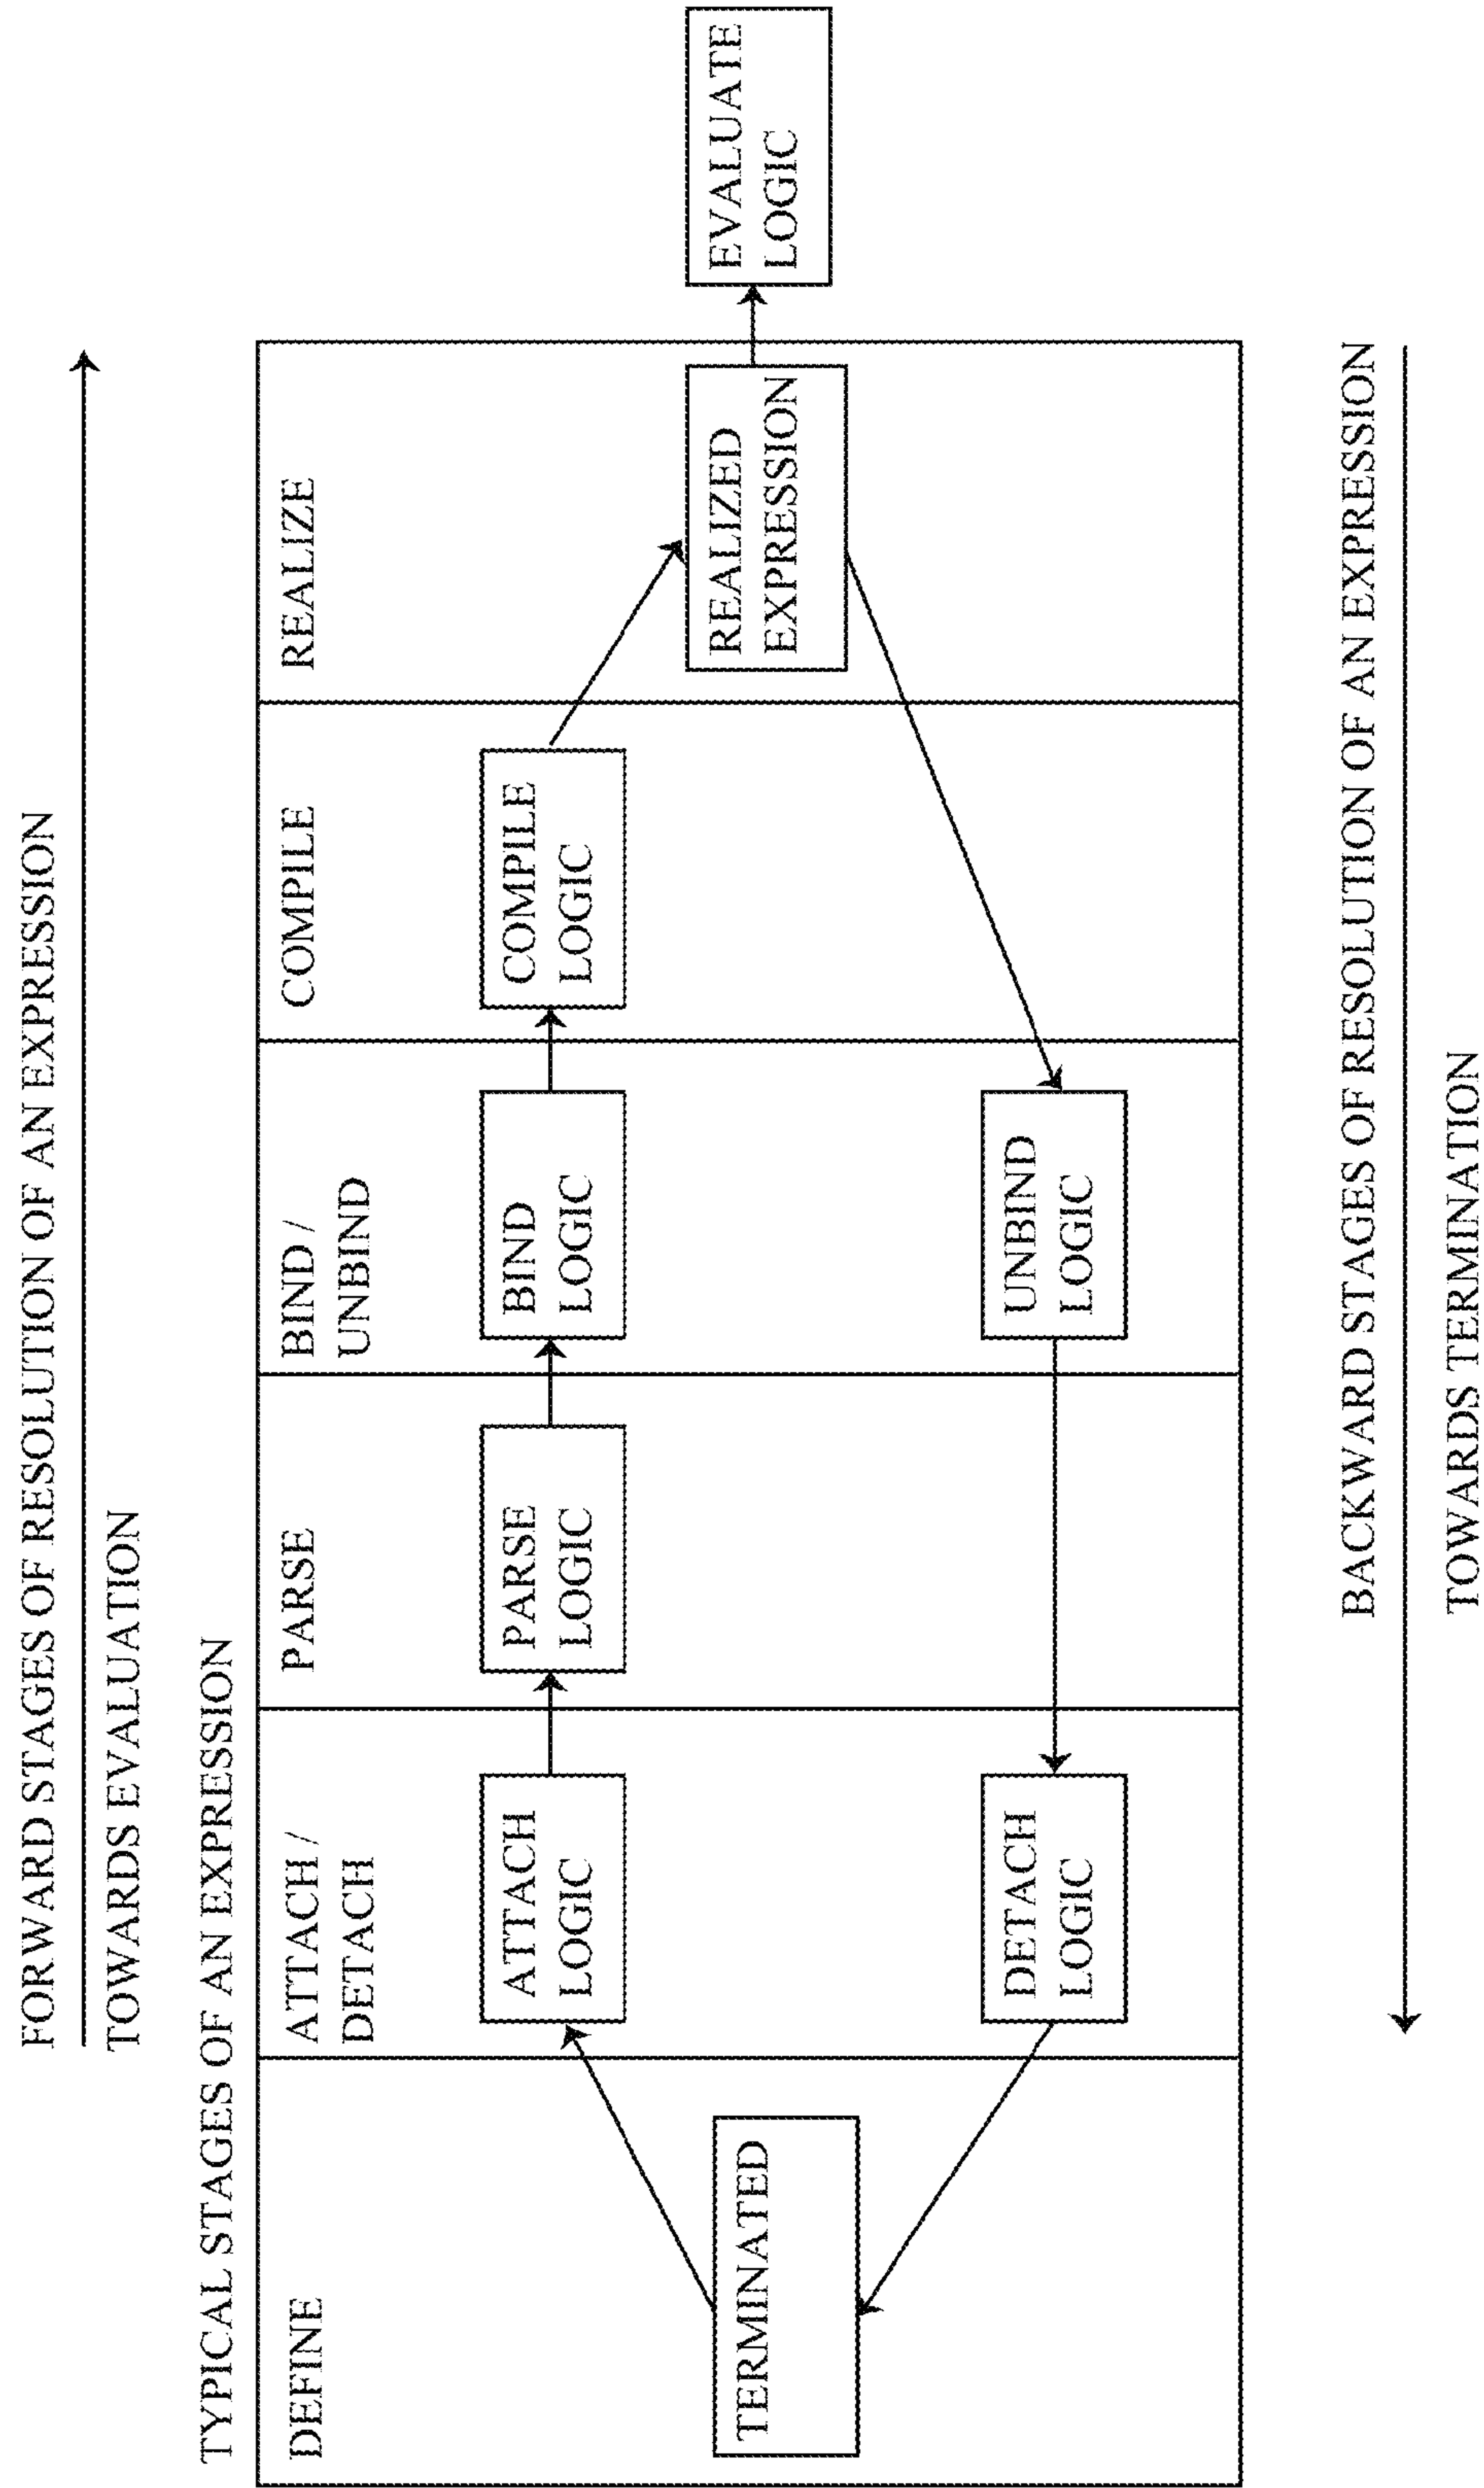 FORWARD STAGES OF RESOLUTION OF AN EXPRESSION
TOWARDS EVALUATION
TYPICAL STAGES OF AN EXPRESSION
DEFINE
ATTACH /
DETACH
PARSE
BIND /
UNBIND
COMPILE
REALIZE
ATTACH
LOGIC
PARSE
LOGIC
BIND
LOGIC
COMPILE
LOGIC
TERMINATED
REALIZED
EXPRESSION
EVALUATE
LOGIC
DETACH
LOGIC
UNBIND
LOGIC
BACKWARD STAGES OF RESOLUTION OF AN EXPRESSION
TOWARDS TERMINATION